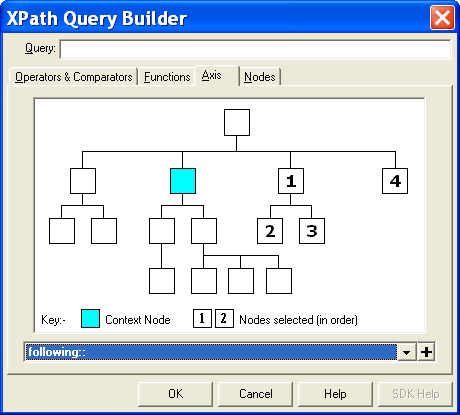 XPath Query Builder
Query:
Operators & Comparators Functions Axis Nodes
1 4
2 3
Key:- Context Node 1 2 Nodes selected (in order)
following::
OK Cancel Help SDK Help